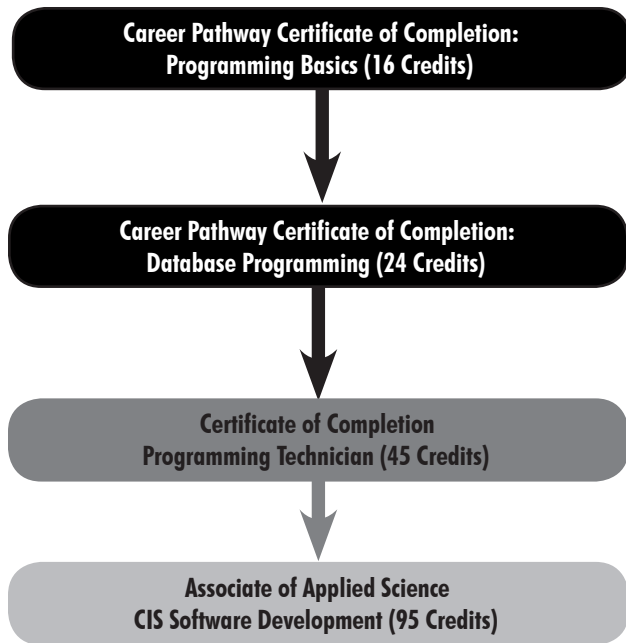 Career Pathway Certificate of Completion:
Programming Basics (16 Credits)
Career Pathway Certificate of Completion:
Database Programming (24 Credits)
Certificate of Completion
Programming Technician (45 Credits)
Associate of Applied Science
CIS Software Development (95 Credits)